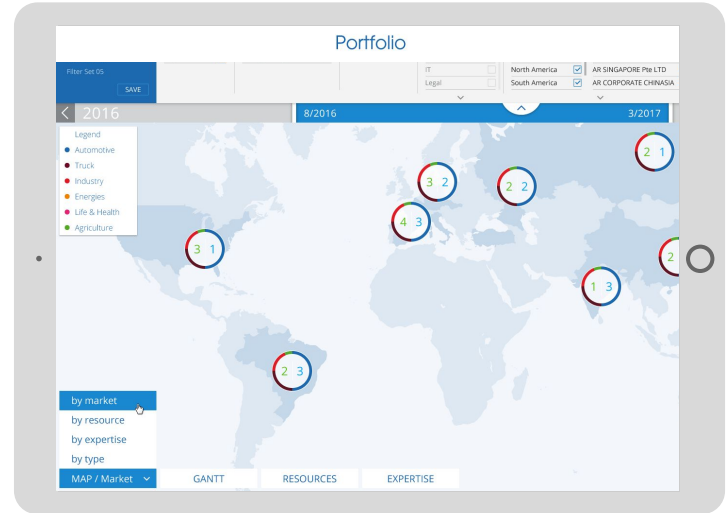 Portfolio
Filter Set 05
SAVE
IT
Legal
North America
South America
AR SINGAPORE Pte LTD
AR CORPORATE CHINASIA
2016
8/2016
3/2017
Legend
Automotive
Truck
Industry
Energies
Life & Health
Agriculture
2 1
3 2
2 2
4 3
3 1
2
1 3
2 3
by market
by resource
by expertise
by type
MAP / Market
GANTT
RESOURCES
EXPERTISE